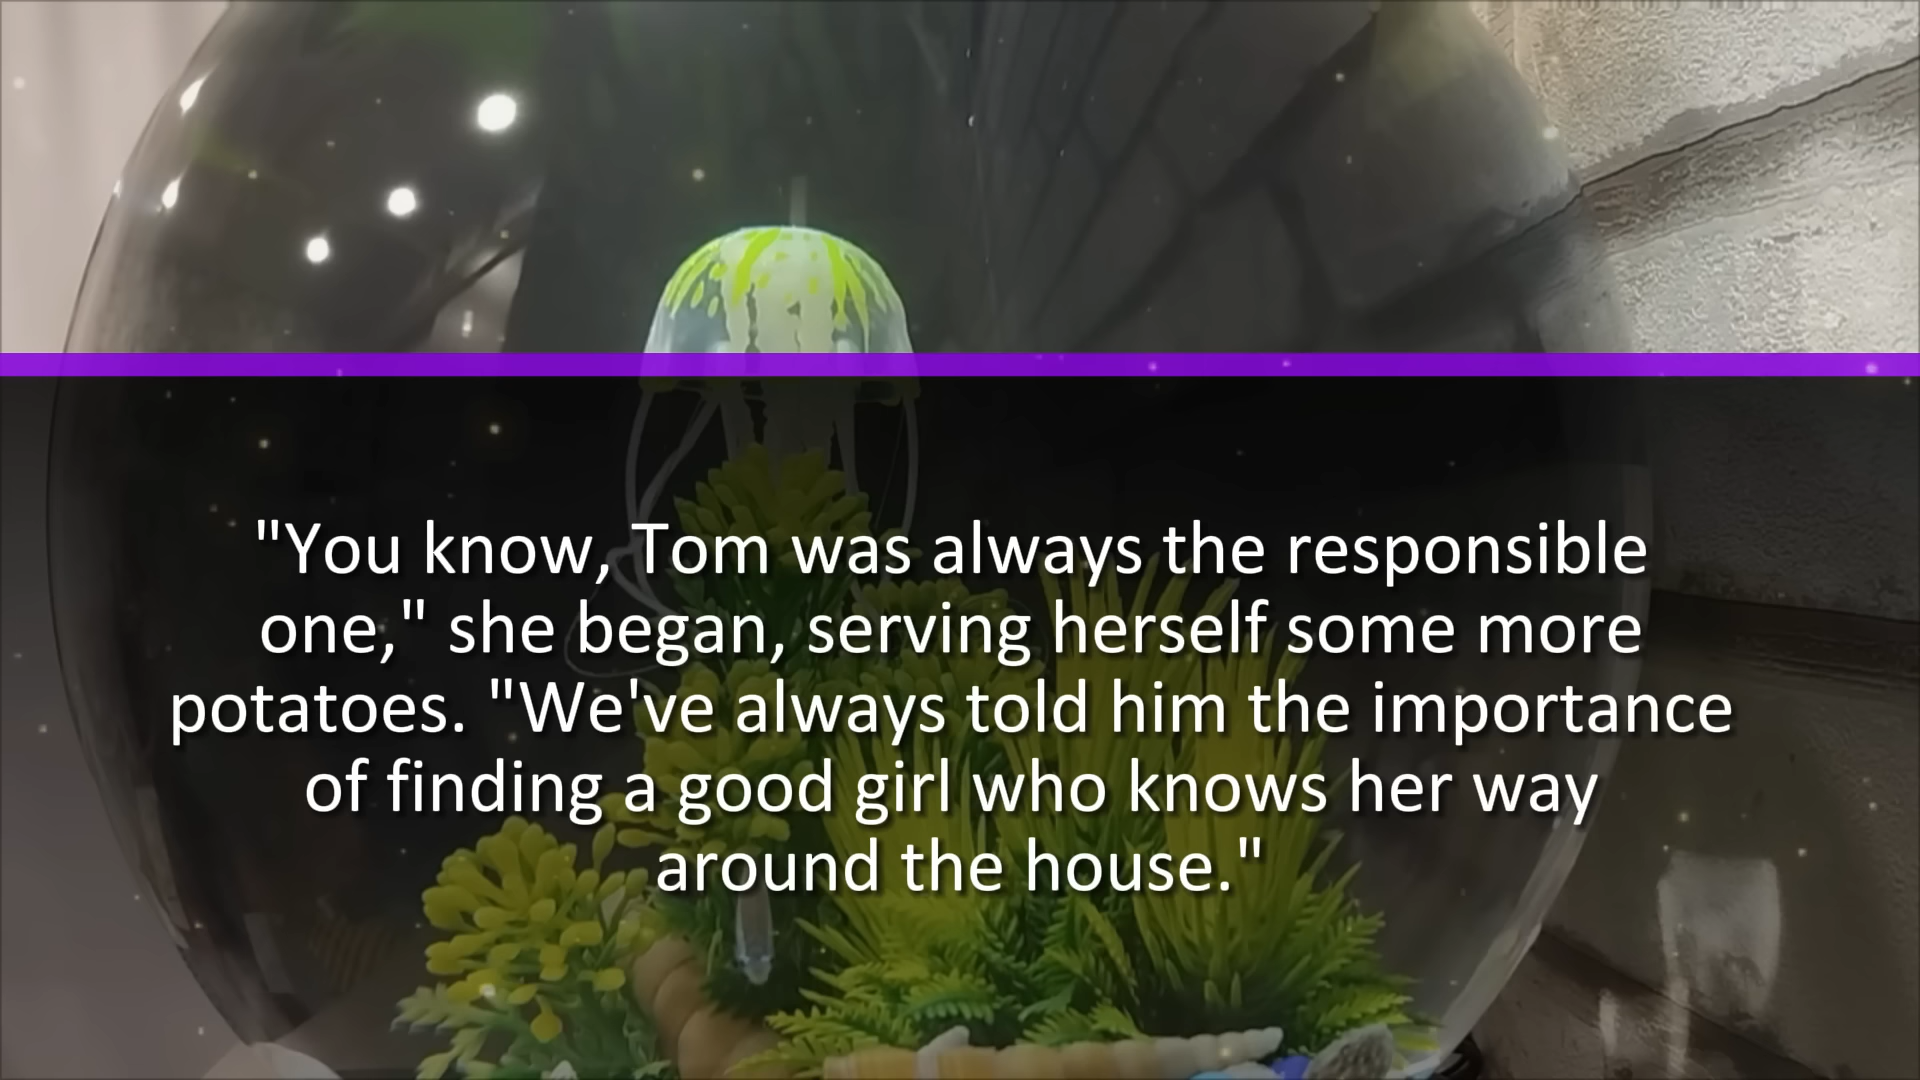 "You know, Tom was always the responsible
one," she began, serving herself some more
potatoes. "We've always told him the importance
of finding a good girl who knows her way
around the house."